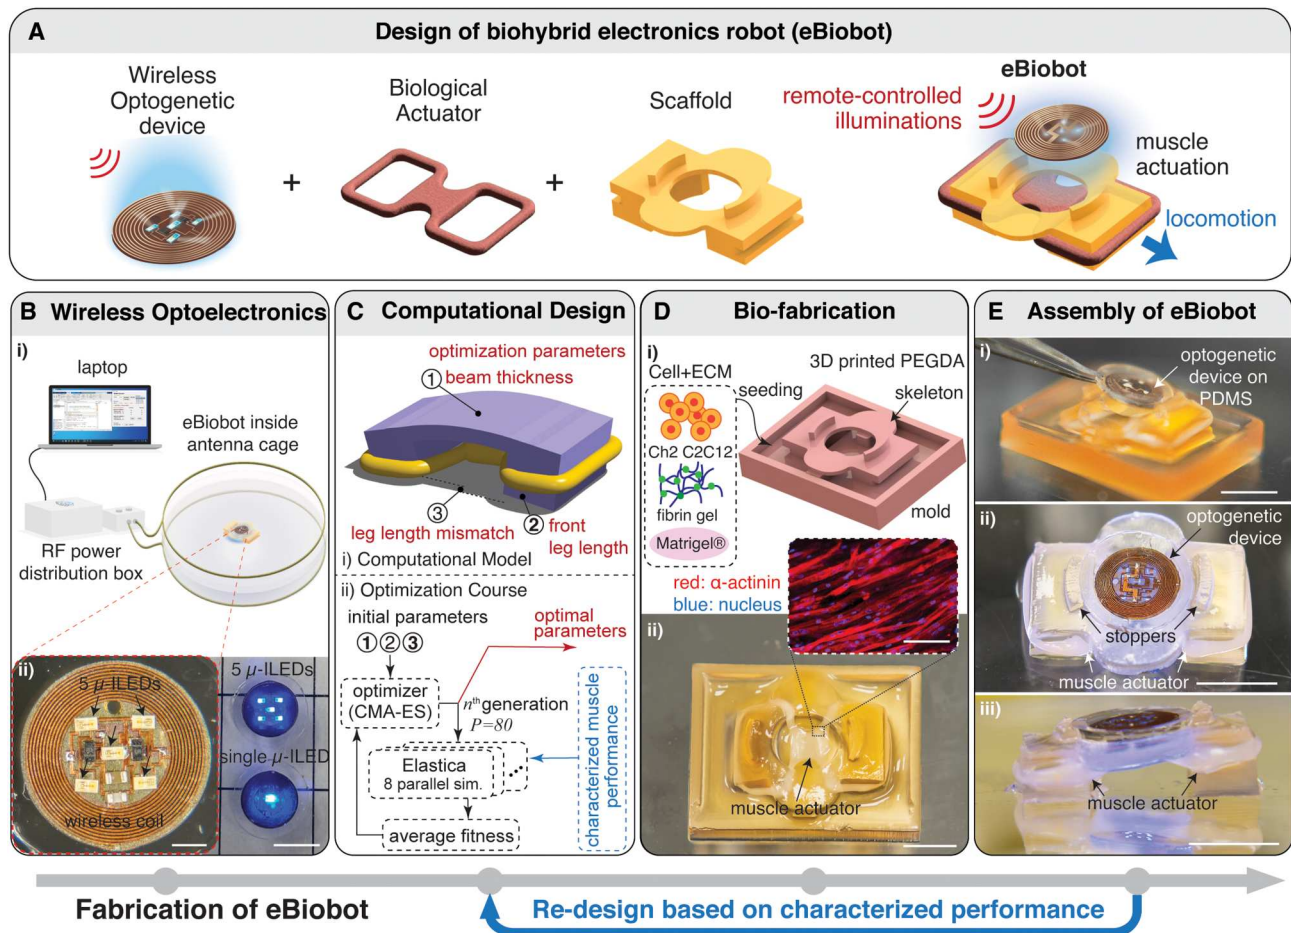 A
Design of biohybrid electronics robot (eBiobot)
Wireless
Optogenetic
device
+
Biological
Actuator
+
Scaffold
eBiobot
remote-controlled
illuminations
muscle
actuation
locomotion
B Wireless Optoelectronics
i)
laptop
eBiobot inside
antenna cage
RF power
distribution box
ii)
5 μ-ILEDs
wireless coil
5 μ-ILEDs
single μ-ILED
C Computational Design
optimization parameters
① beam thickness
③
leg length mismatch
② front
leg length
i) Computational Model
ii) Optimization Course
initial parameters
① ② ③
optimal
parameters
optimizer
(CMA-ES)
nth generation
P=80
Elastica
8 parallel sim.
average fitness
characterized muscle
performance
D Bio-fabrication
i)
Cell+ECM
seeding
3D printed PEGDA
skeleton
Ch2 C2C12
fibrin gel
Matrigel®
mold
red: α-actinin
blue: nucleus
ii)
muscle actuator
E Assembly of eBiobot
i)
optogenetic
device on
PDMS
ii)
optogenetic
device
stoppers
muscle actuator
iii)
muscle actuator
Fabrication of eBiobot
Re-design based on characterized performance